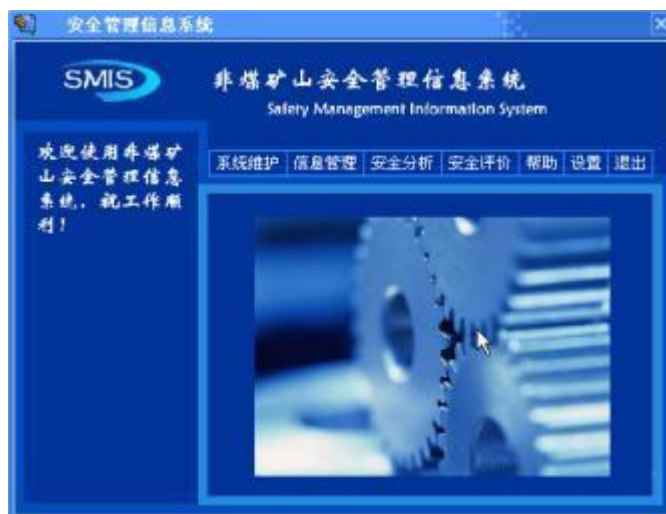 安全管理信息系统
SMIS
非煤矿山安全管理信息系统
Safety Management Information System
欢迎使用非煤矿
山安全管理信息
系统，祝工作顺
利！
系统维护 信息管理 安全分析 安全评价 帮助 设置 退出